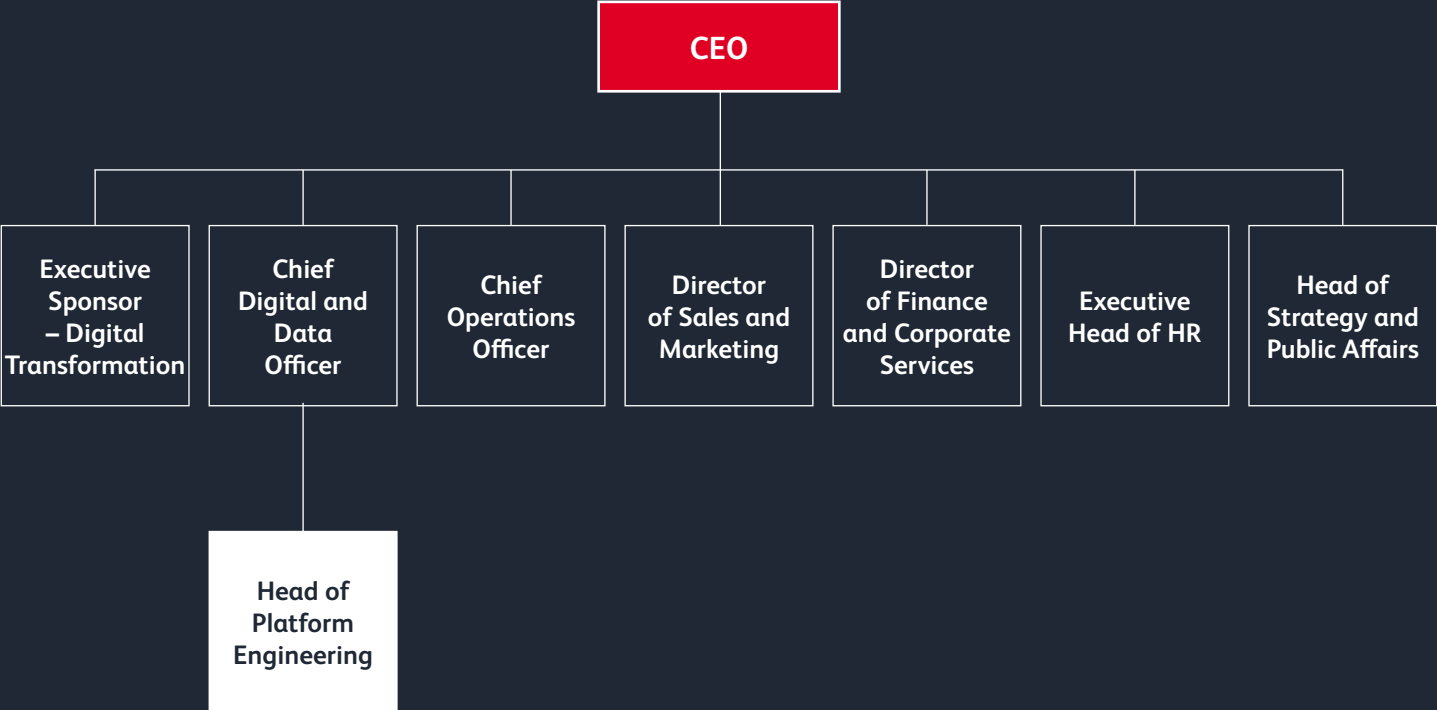 CEO
Executive
Sponsor
– Digital
Transformation
Chief
Digital and
Data
Officer
Chief
Operations
Officer
Director
of Sales and
Marketing
Director
of Finance
and Corporate
Services
Executive
Head of HR
Head of
Strategy and
Public Affairs
Head of
Platform
Engineering